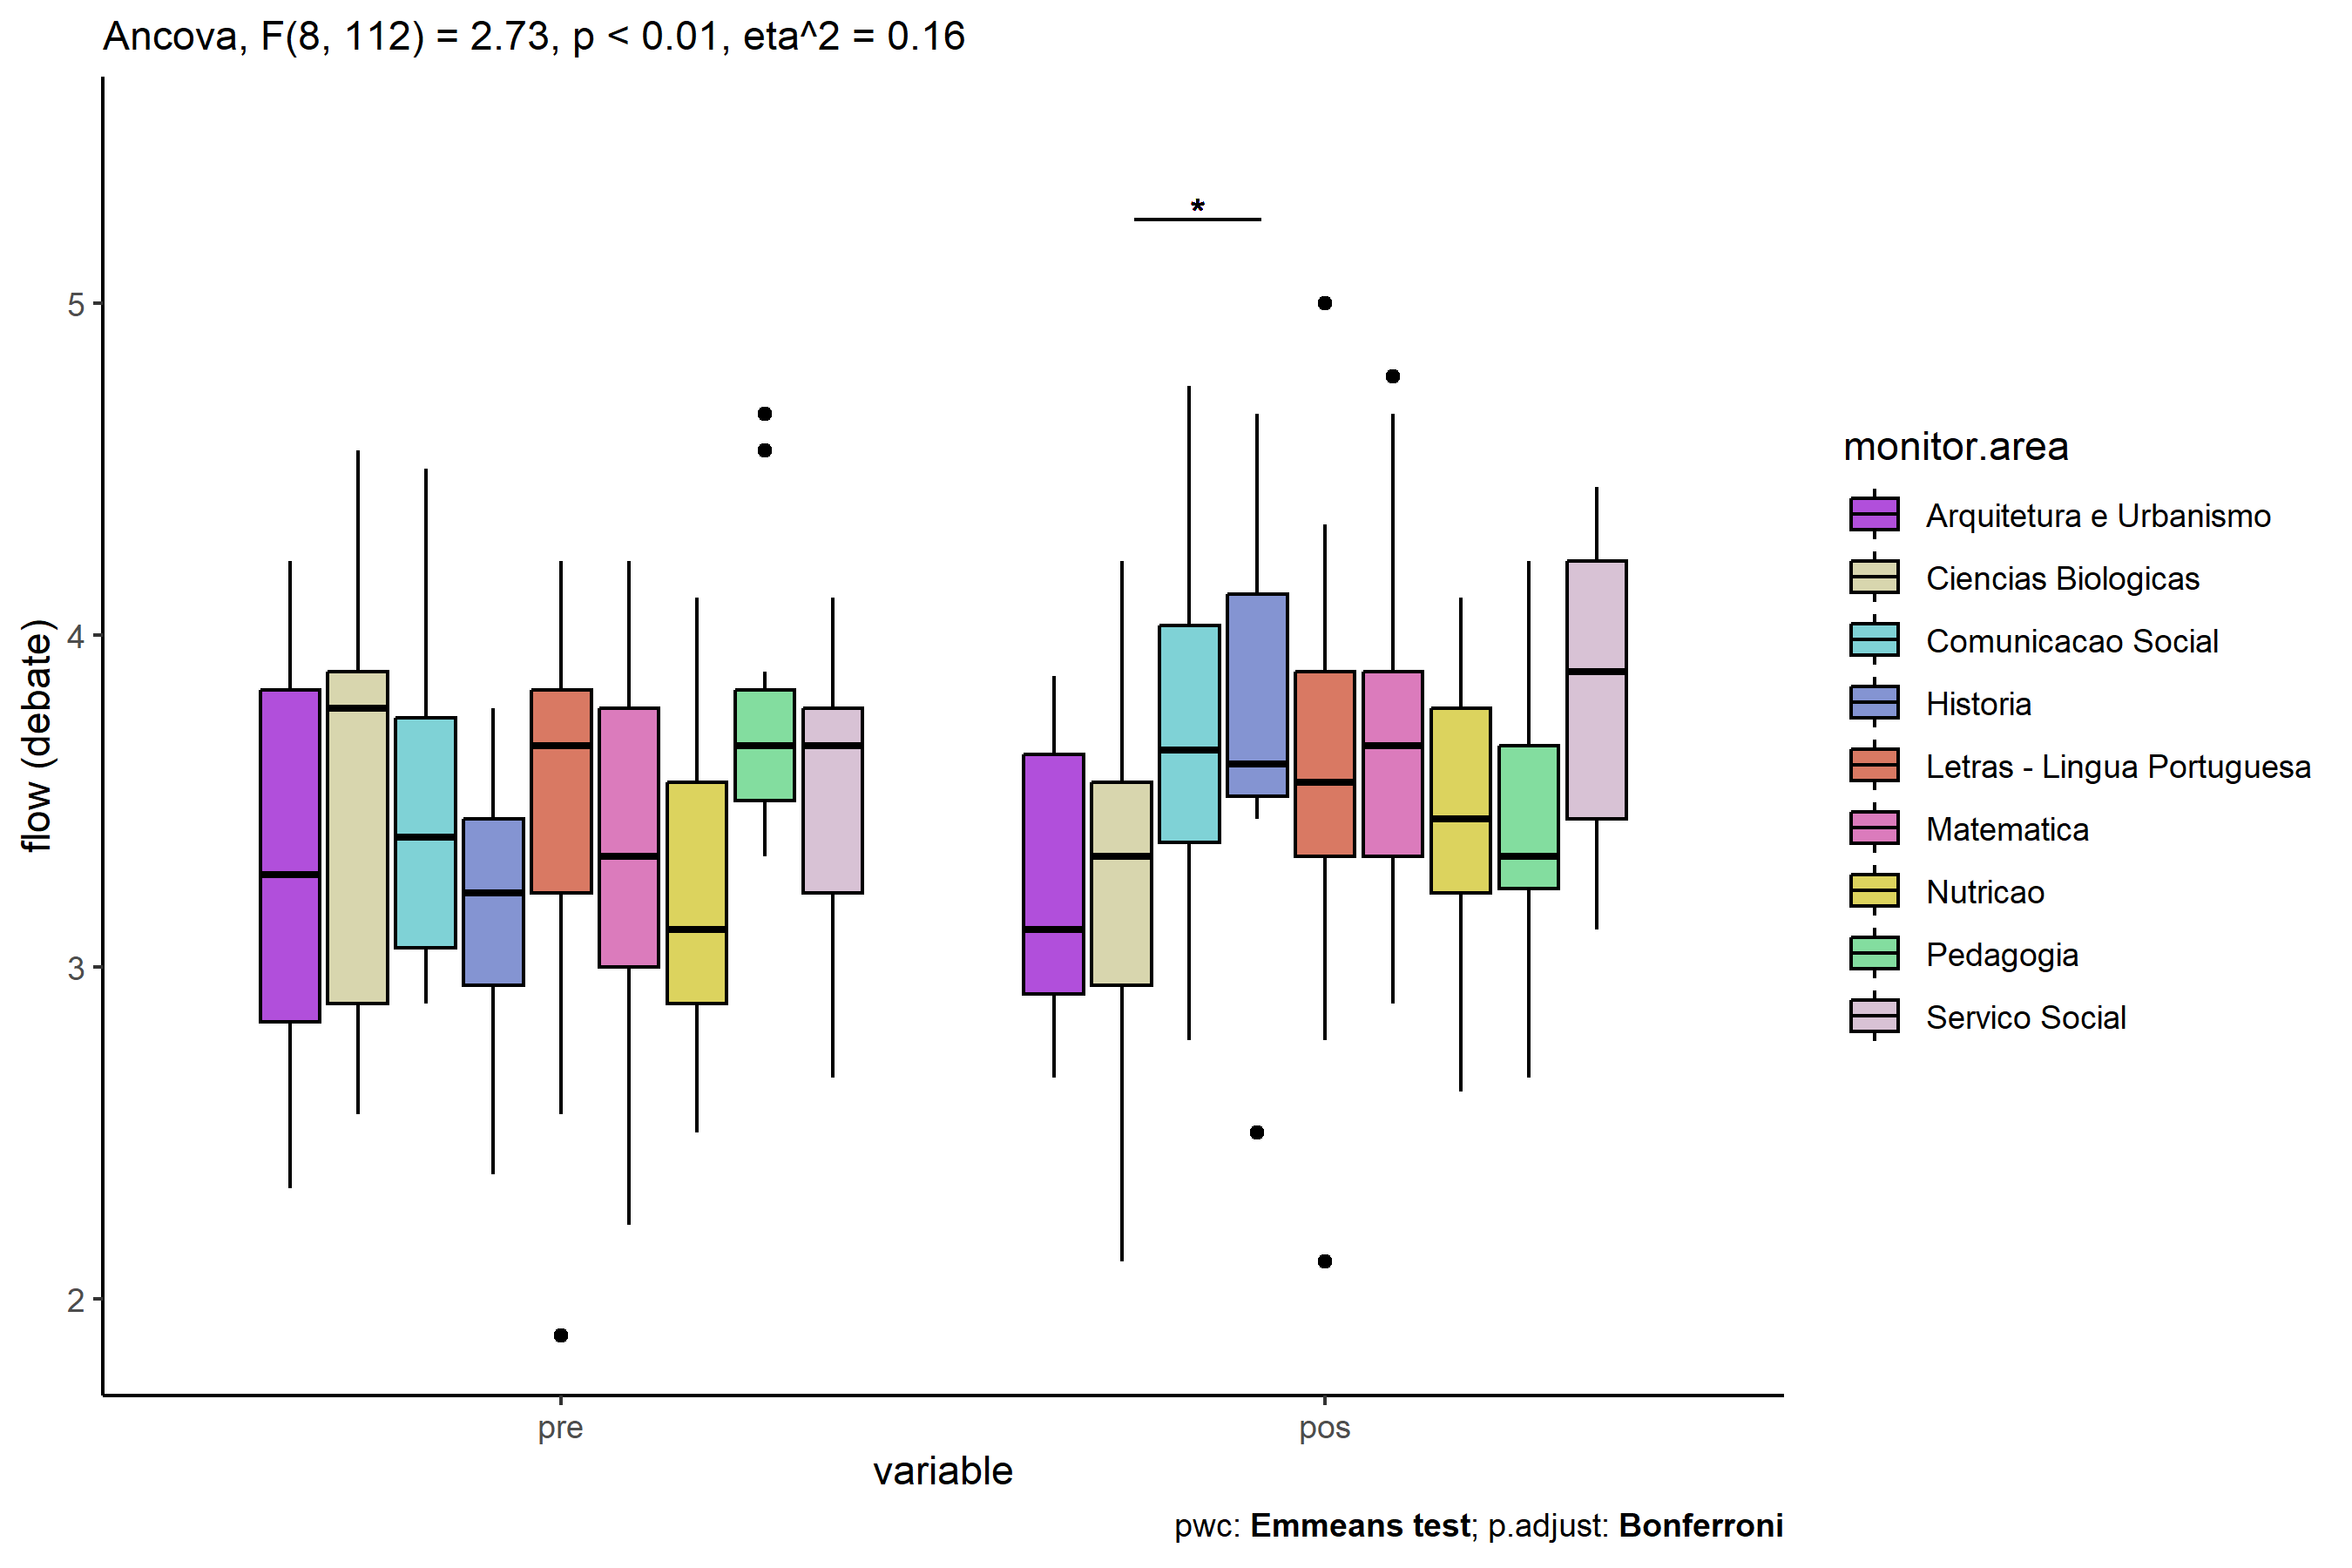 Ancova, F(8, 112) = 2.73, p < 0.01, eta^2 = 0.16
*
5
4
3
2
flow (debate)
pre
pos
variable
monitor.area
Arquitetura e Urbanismo
Ciencias Biologicas
Comunicacao Social
Historia
Letras - Lingua Portuguesa
Matematica
Nutricao
Pedagogia
Servico Social
pwc: Emmeans test; p.adjust: Bonferroni